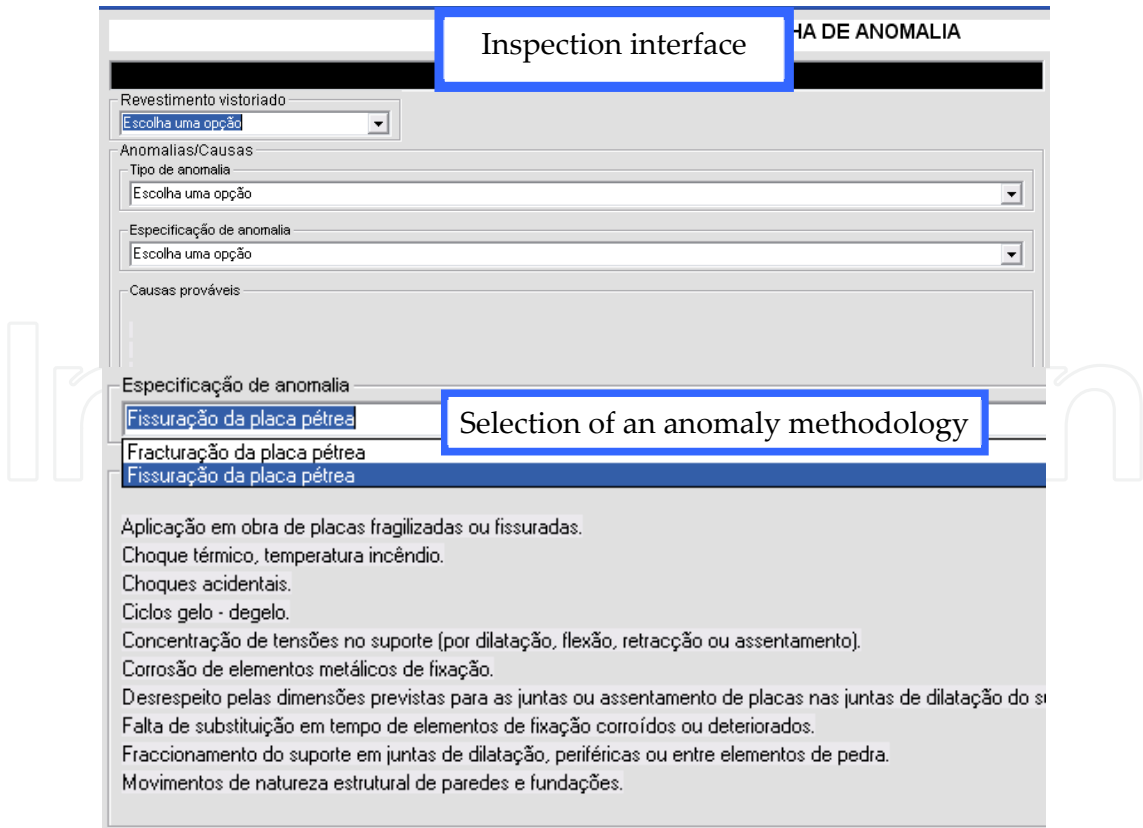 Inspection interface
HA DE ANOMALIA
Revestimento vistoriado
Escolha uma opção
Anomalias/Causas
Tipo de anomalia
Escolha uma opção
Especificação de anomalia
Escolha uma opção
Causas prováveis
Especificação de anomalia
Fissuração da placa pétrea
Selection of an anomaly methodology
Fracturação da placa pétrea
Fissuração da placa pétrea
Aplicação em obra de placas fragilizadas ou fissuradas.
Choque térmico, temperatura incêndio.
Choques acidentais.
Ciclos gelo - degelo.
Concentração de tensões no suporte (por dilatação, flexão, retracção ou assentamento).
Corrosão de elementos metálicos de fixação.
Desrespeito pelas dimensões previstas para as juntas ou assentamento de placas nas juntas de dilatação do
Falta de substituição em tempo de elementos de fixação corroídos ou deteriorados.
Fraccionamento do suporte em juntas de dilatação, periféricas ou entre elementos de pedra.
Movimentos de natureza estrutural de paredes e fundações.